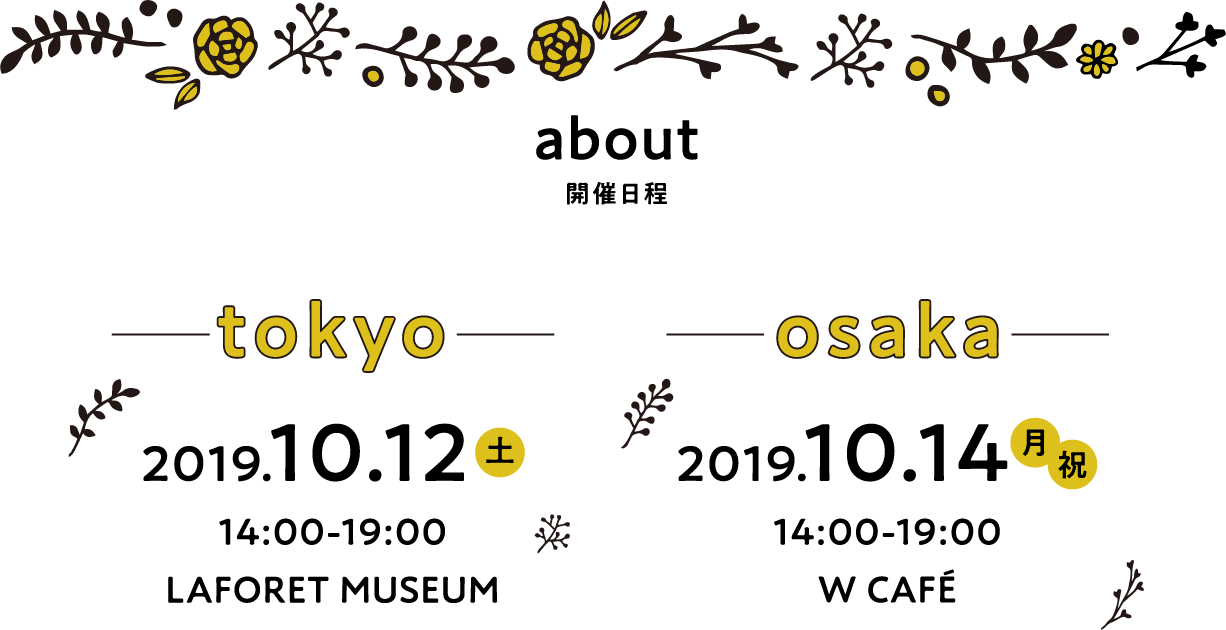 about
開催日程
tokyo
2019.10.12 土
14:00-19:00
LAFORET MUSEUM
osaka
2019.10.14 月 祝
14:00-19:00
W CAFÉ